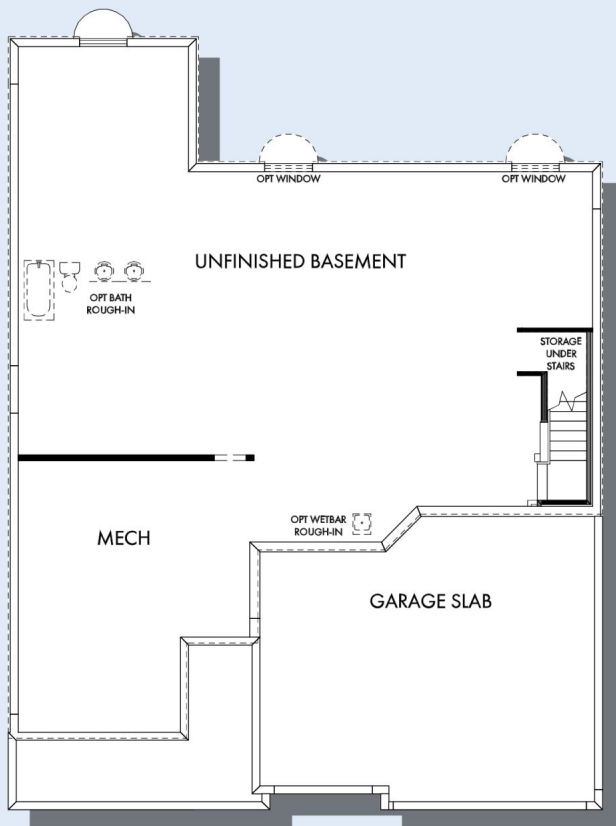 OPT WINDOW
OPT WINDOW
UNFINISHED BASEMENT
OPT BATH
ROUGH-IN
STORAGE
UNDER
STAIRS
OPT WETBAR
ROUGH-IN
MECH
GARAGE SLAB